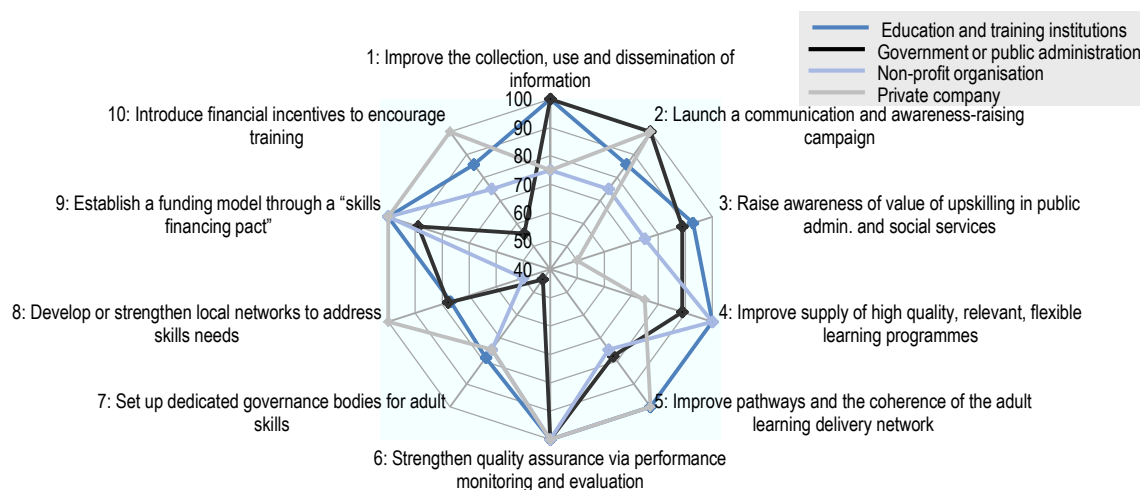 Education and training institutions
Government or public administration
Non-profit organisation
Private company
1: Improve the collection, use and dissemination of
information
2: Launch a communication and awareness-raising
campaign
3: Raise awareness of value of upskilling in public
admin. and social services
4: Improve supply of high quality, relevant, flexible
learning programmes
5: Improve pathways and the coherence of the adult
learning delivery network
6: Strengthen quality assurance via performance
monitoring and evaluation
7: Set up dedicated governance bodies for adult
skills
8: Develop or strengthen local networks to address
skills needs
9: Establish a funding model through a “skills
financing pact”
10: Introduce financial incentives to encourage
training
100
90
80
70
60
50
40